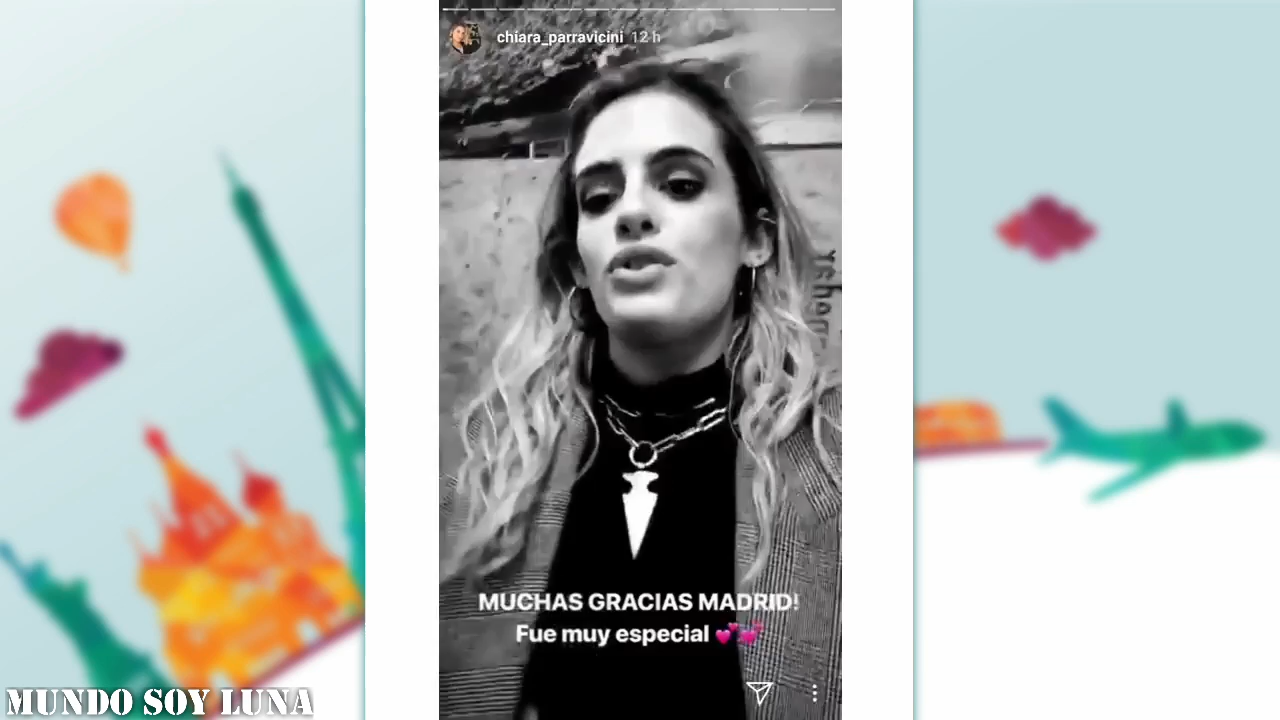 chiara_parravicini 12 h
MUCHAS GRACIAS MADRID!
Fue muy especial 💕💕
MUNDO SOY LUNA